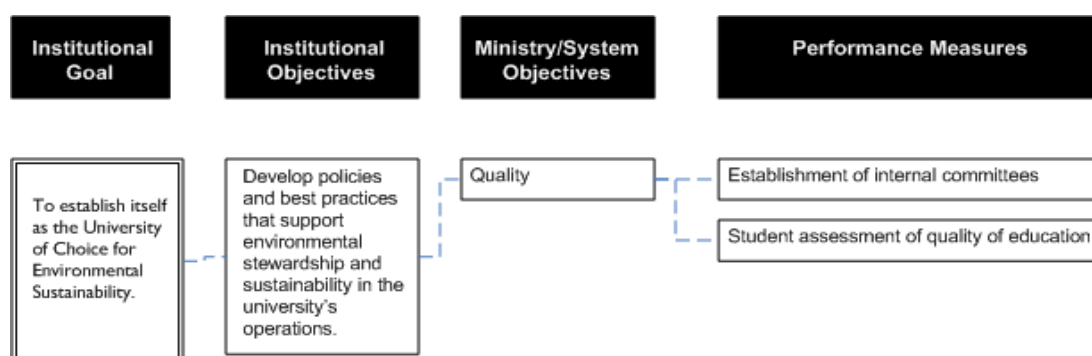 Institutional
Goal
Institutional
Objectives
Ministry/System
Objectives
Performance Measures
To establish itself
as the University
of Choice for
Environmental
Sustainability.
Develop policies
and best practices
that support
environmental
stewardship and
sustainability in the
university's
operations.
Quality
Establishment of internal committees
Student assessment of quality of education